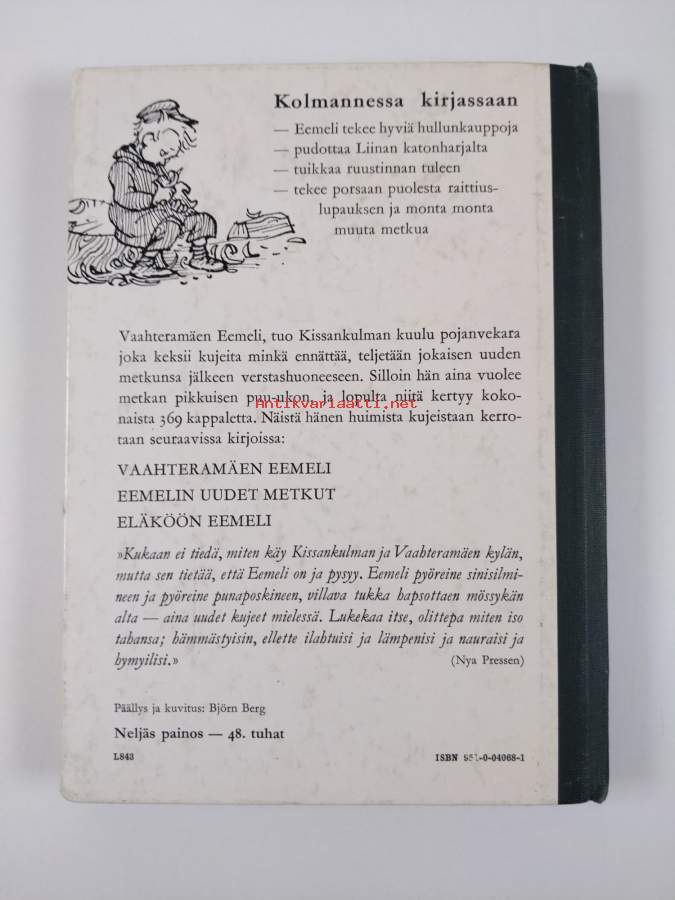 Kolmannessa kirjassaan
— Eemeli tekee hyviä hullunkauppoja
— pudottaa Liinan katonharjalta
— tuikkaa ruustinnan tuleen
— tekee porsaan puolesta raittius-
lupauksen ja monta monta
muuta metkua
Vaahteramäen Eemeli, tuo Kissankulman kuulu pojanvekara
joka keksii kujeita minkä ennättää, teljetään jokaisen uuden
metkunsa jälkeen verstashuoneeseen. Silloin hän aina vuolee
metkan pikkuisen puu-ukon, ja lopulta niitä kertyy koko-
antikvariaatti.net
naista 369 kappaletta. Näistä hänen huimista kujeistaan kerro-
taan seuraavissa kirjoissa:
VAAHTERAMÄEN EEMELI
EEMELIN UUDET METKUT
ELÄKÖÖN EEMELI
»Kukaan ei tiedä, miten käy Kissankulman ja Vaahteramäen kylän,
mutta sen tietää, että Eemeli on ja pysyy. Eemeli pyöreine sinisilmi-
neen ja pyöreine punaposkineen, villava tukka hapsottaen mössykän
alta — aina uudet kujeet mielessä. Lukekaa itse, olittepa miten iso
tahansa; hämmästyisin, ellette ilahtuisi ja lämpenisi ja nauraisi ja
hymyilisi.» (Nya Pressen)
Päällys ja kuvitus: Björn Berg
Neljäs painos — 48. tuhat
L843 ISBN 951-0-04068-1